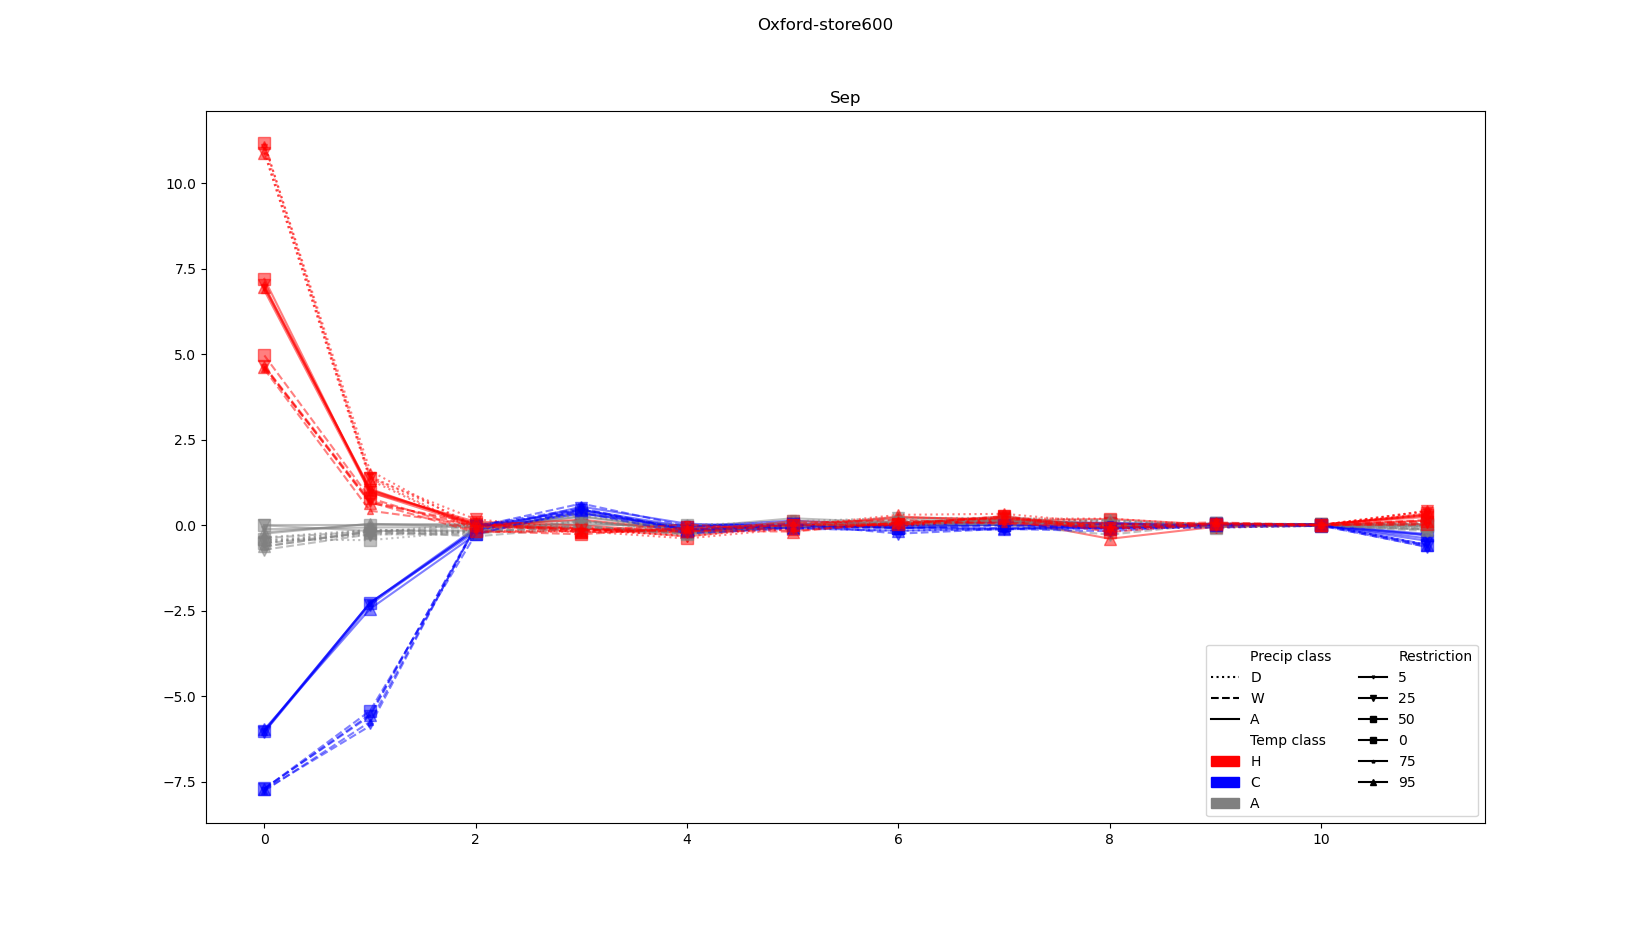 Oxford-store600
Sep
10.0
7.5
5.0
2.5
0.0
−2.5
−5.0
−7.5
0 2 4 6 8 10
Precip class
D
W
A
Temp class
H
C
A
Restriction
5
25
50
0
75
95